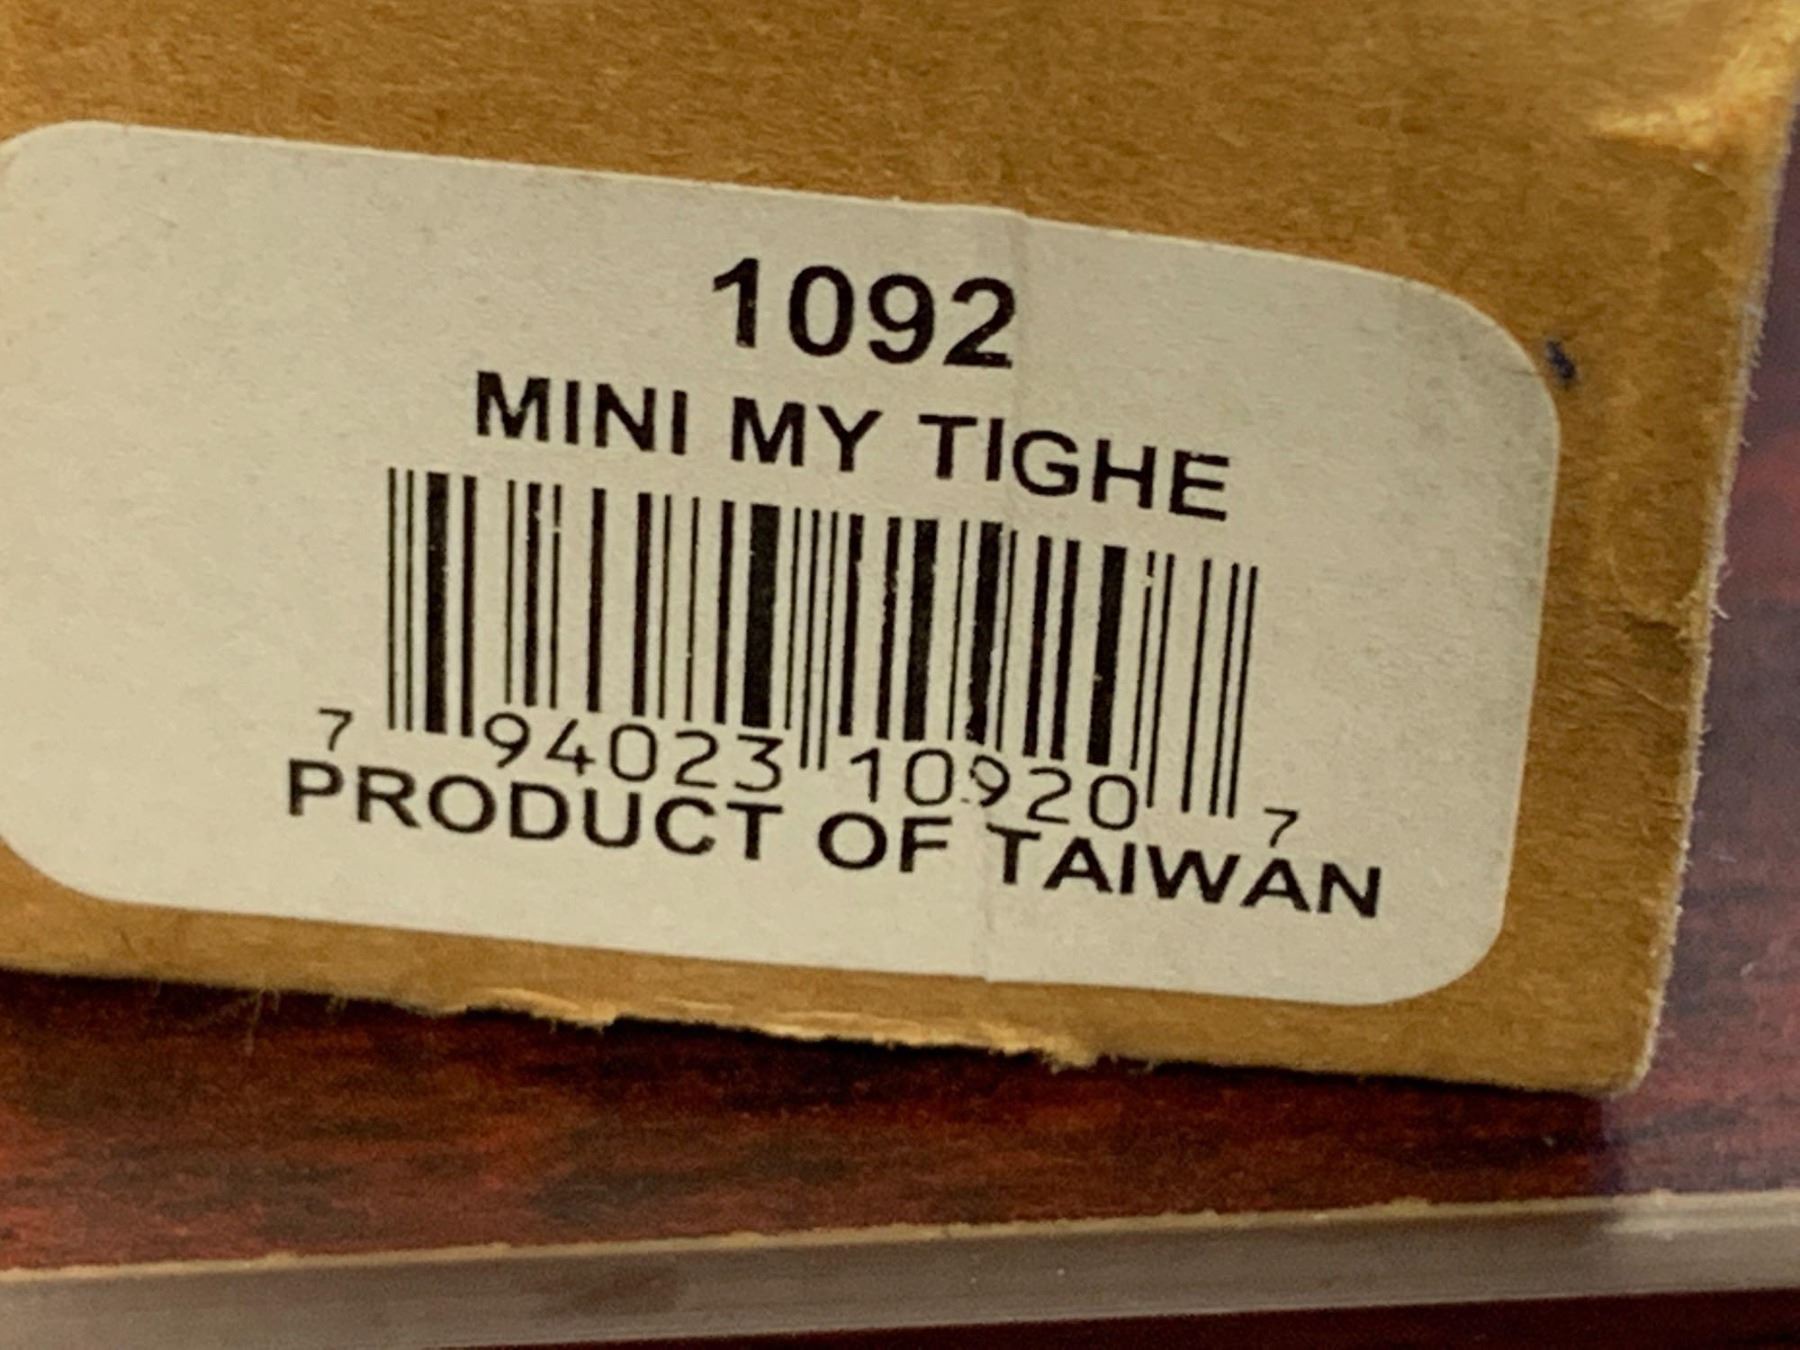 1092
MINI MY TIGHE
7 94023 10920 7
PRODUCT OF TAIWAN